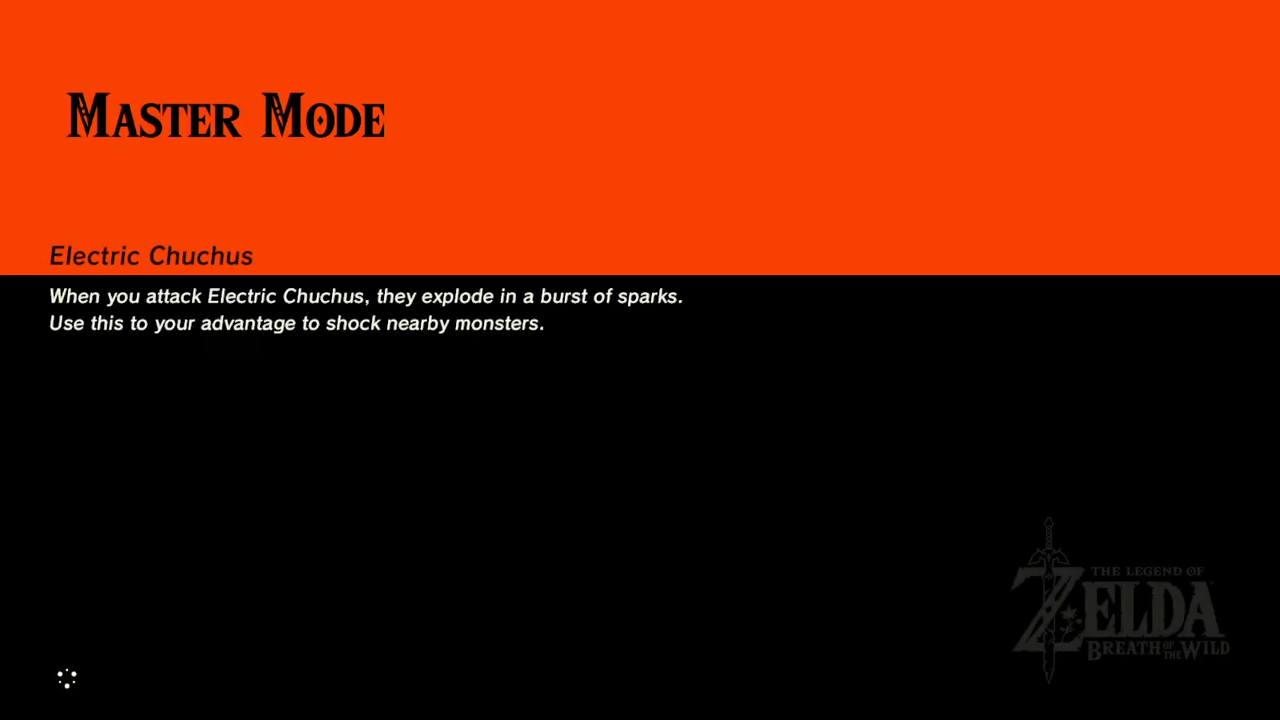 Master Mode
Electric Chuchus
When you attack Electric Chuchus, they explode in a burst of sparks.
Use this to your advantage to shock nearby monsters.
THE LEGEND OF
ZELDA
BREATH OF THE WILD